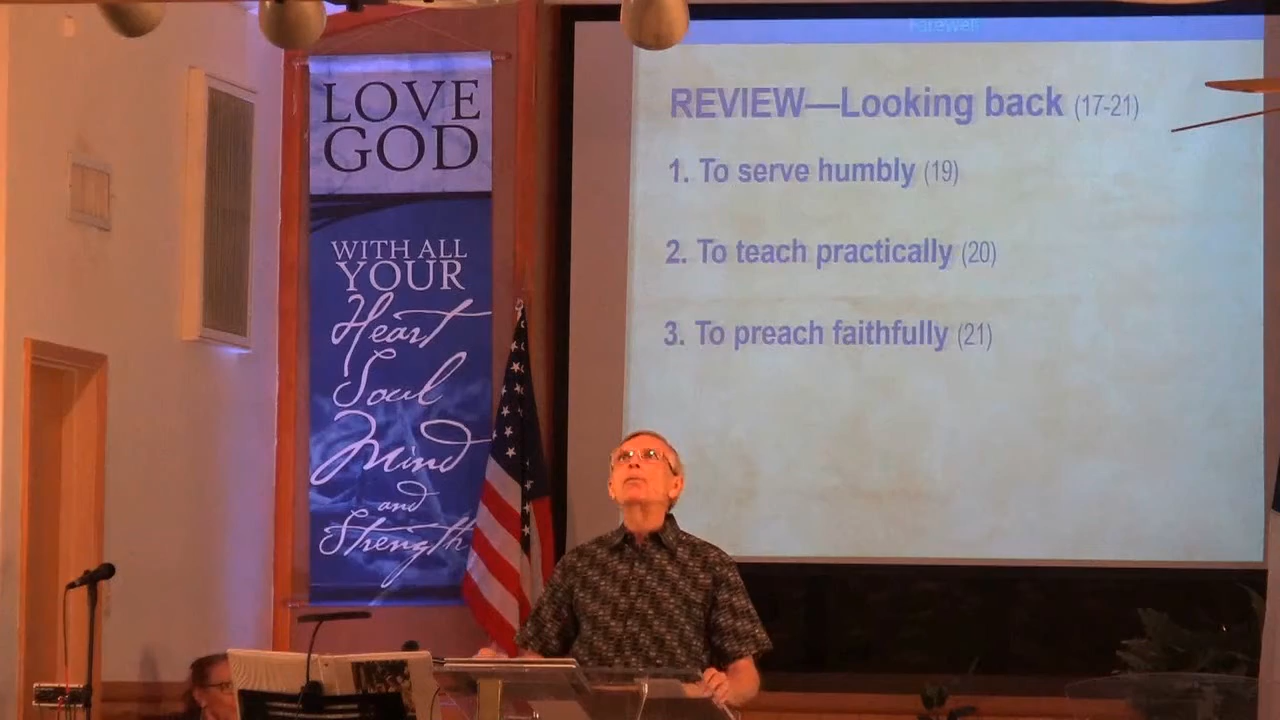 LOVE
GOD
WITH ALL
YOUR
Heart
Soul
Mind
and
Strength
Farewell
REVIEW—Looking back (17-21)
1. To serve humbly (19)
2. To teach practically (20)
3. To preach faithfully (21)